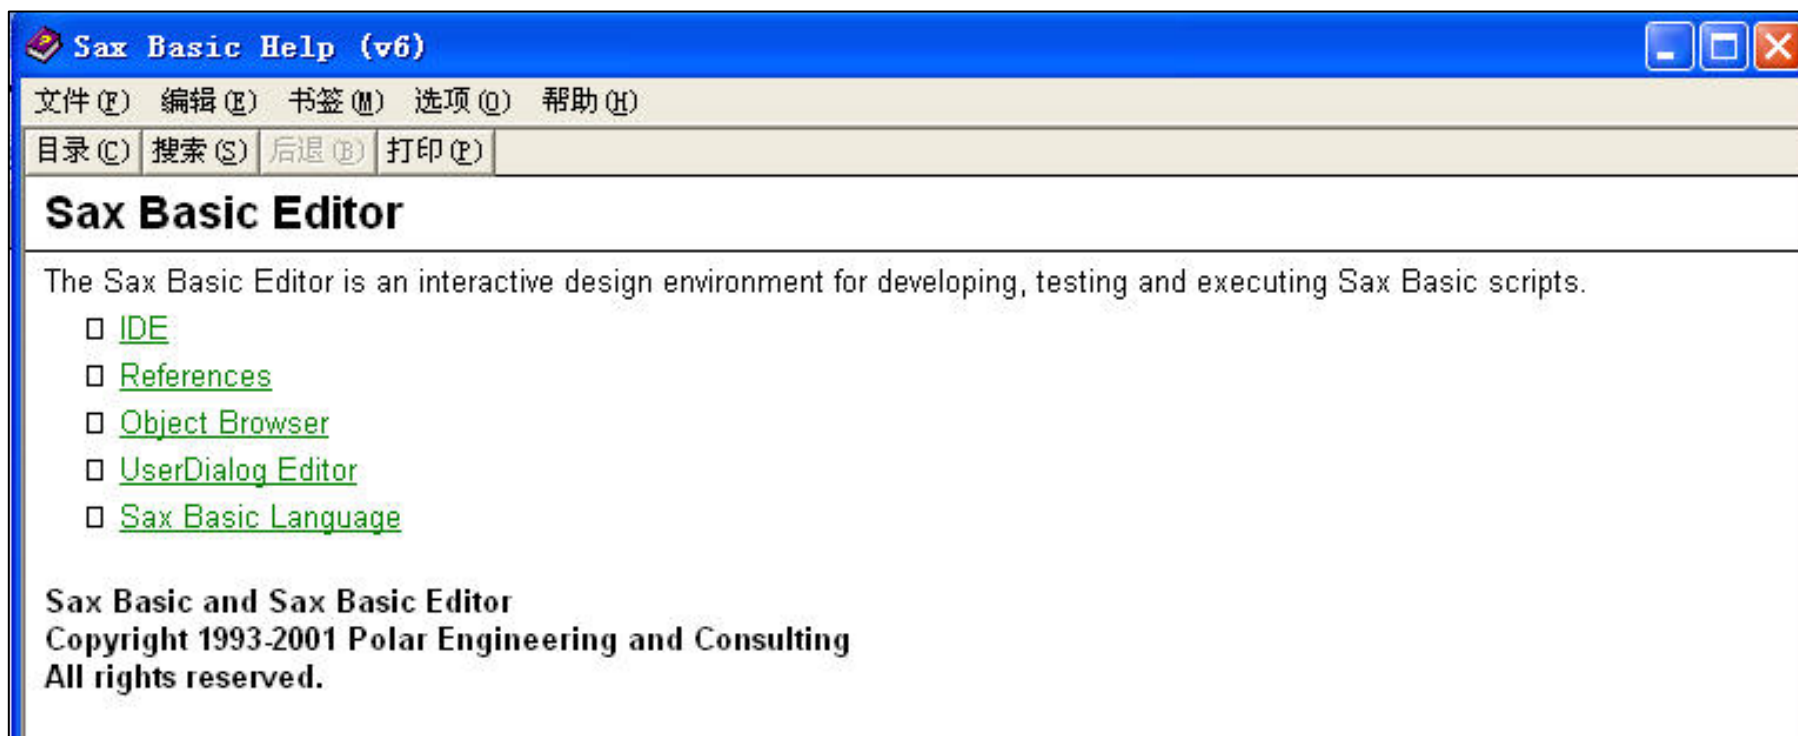 Sax Basic Help (v6)
文件(F) 编辑(E) 书签(M) 选项(O) 帮助(H)
目录(C) 搜索(S) 后退(B) 打印(P)
Sax Basic Editor
The Sax Basic Editor is an interactive design environment for developing, testing and executing Sax Basic scripts.
IDE
References
Object Browser
UserDialog Editor
Sax Basic Language
Sax Basic and Sax Basic Editor
Copyright 1993-2001 Polar Engineering and Consulting
All rights reserved.